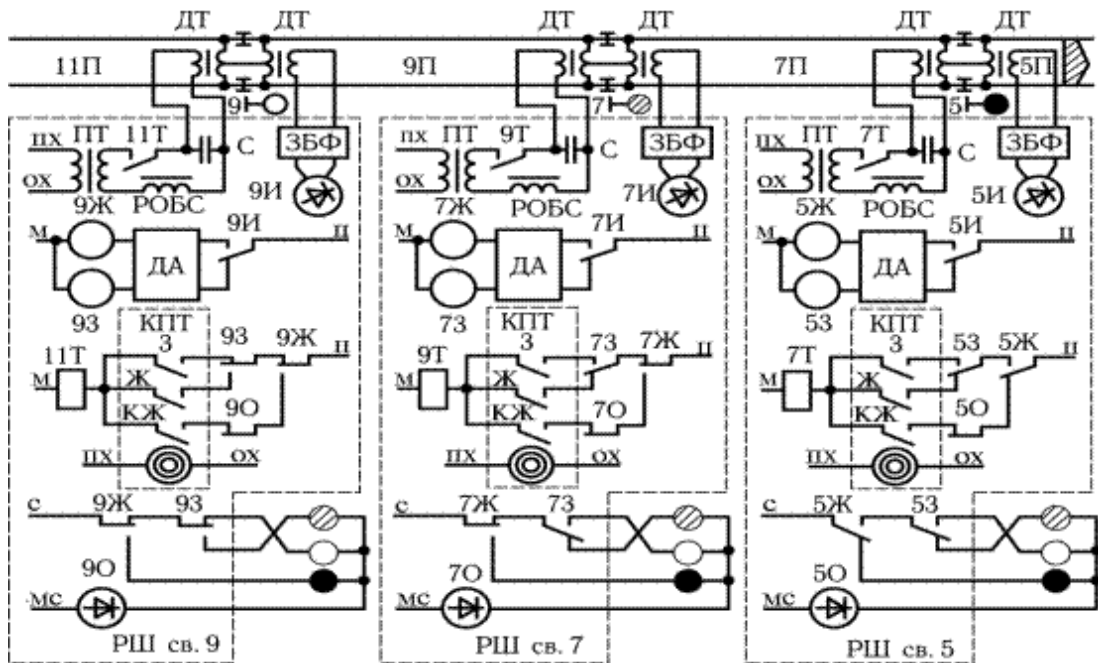 ДТ ДТ ДТ ДТ ДТ ДТ
11П 9П 7П 5П
9 7 5
ПХ ПТ 11Т С ЗБФ ПХ ПТ 9Т С ЗБФ ПХ ПТ 7Т С ЗБФ
ОХ РОБС 9И ОХ РОБС 7И ОХ РОБС 5И
9Ж 9И 7Ж 7И 5Ж 5И
М ДА П М ДА П М ДА П
93 73 53
КПТ КПТ КПТ
11Т З 93 9Ж П 9Т З 73 7Ж П 7Т З 53 5Ж П
М Ж М Ж М Ж
КЖ 9О КЖ 7О КЖ 5О
ПХ ОХ ПХ ОХ ПХ ОХ
С 9Ж 93 С 7Ж 73 С 5Ж 53
9О 7О 5О
МС МС МС
РШ св. 9 РШ св. 7 РШ св. 5